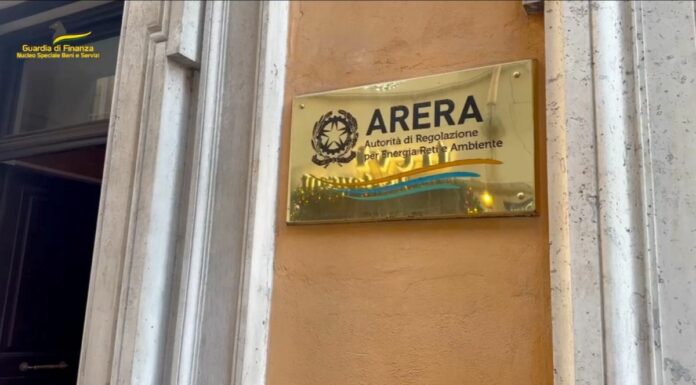 Guardia di Finanza
Nucleo Speciale Beni e Servizi
ARERA
Autorità di Regolazione
per Energia Reti e Ambiente